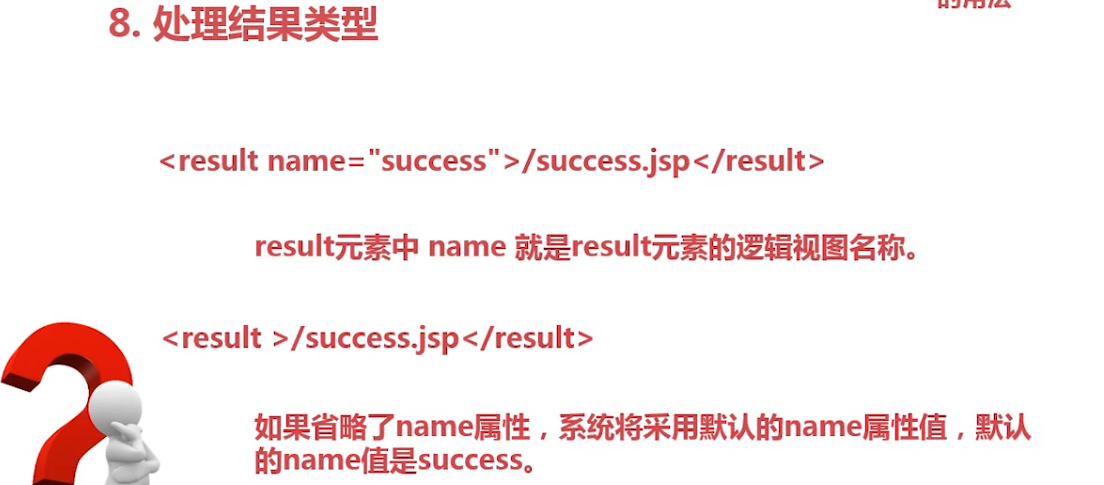 的用法
8. 处理结果类型
<result name="success">/success.jsp</result>
result元素中 name 就是result元素的逻辑视图名称。
<result >/success.jsp</result>
如果省略了name属性，系统将采用默认的name属性值，默认
的name值是success。